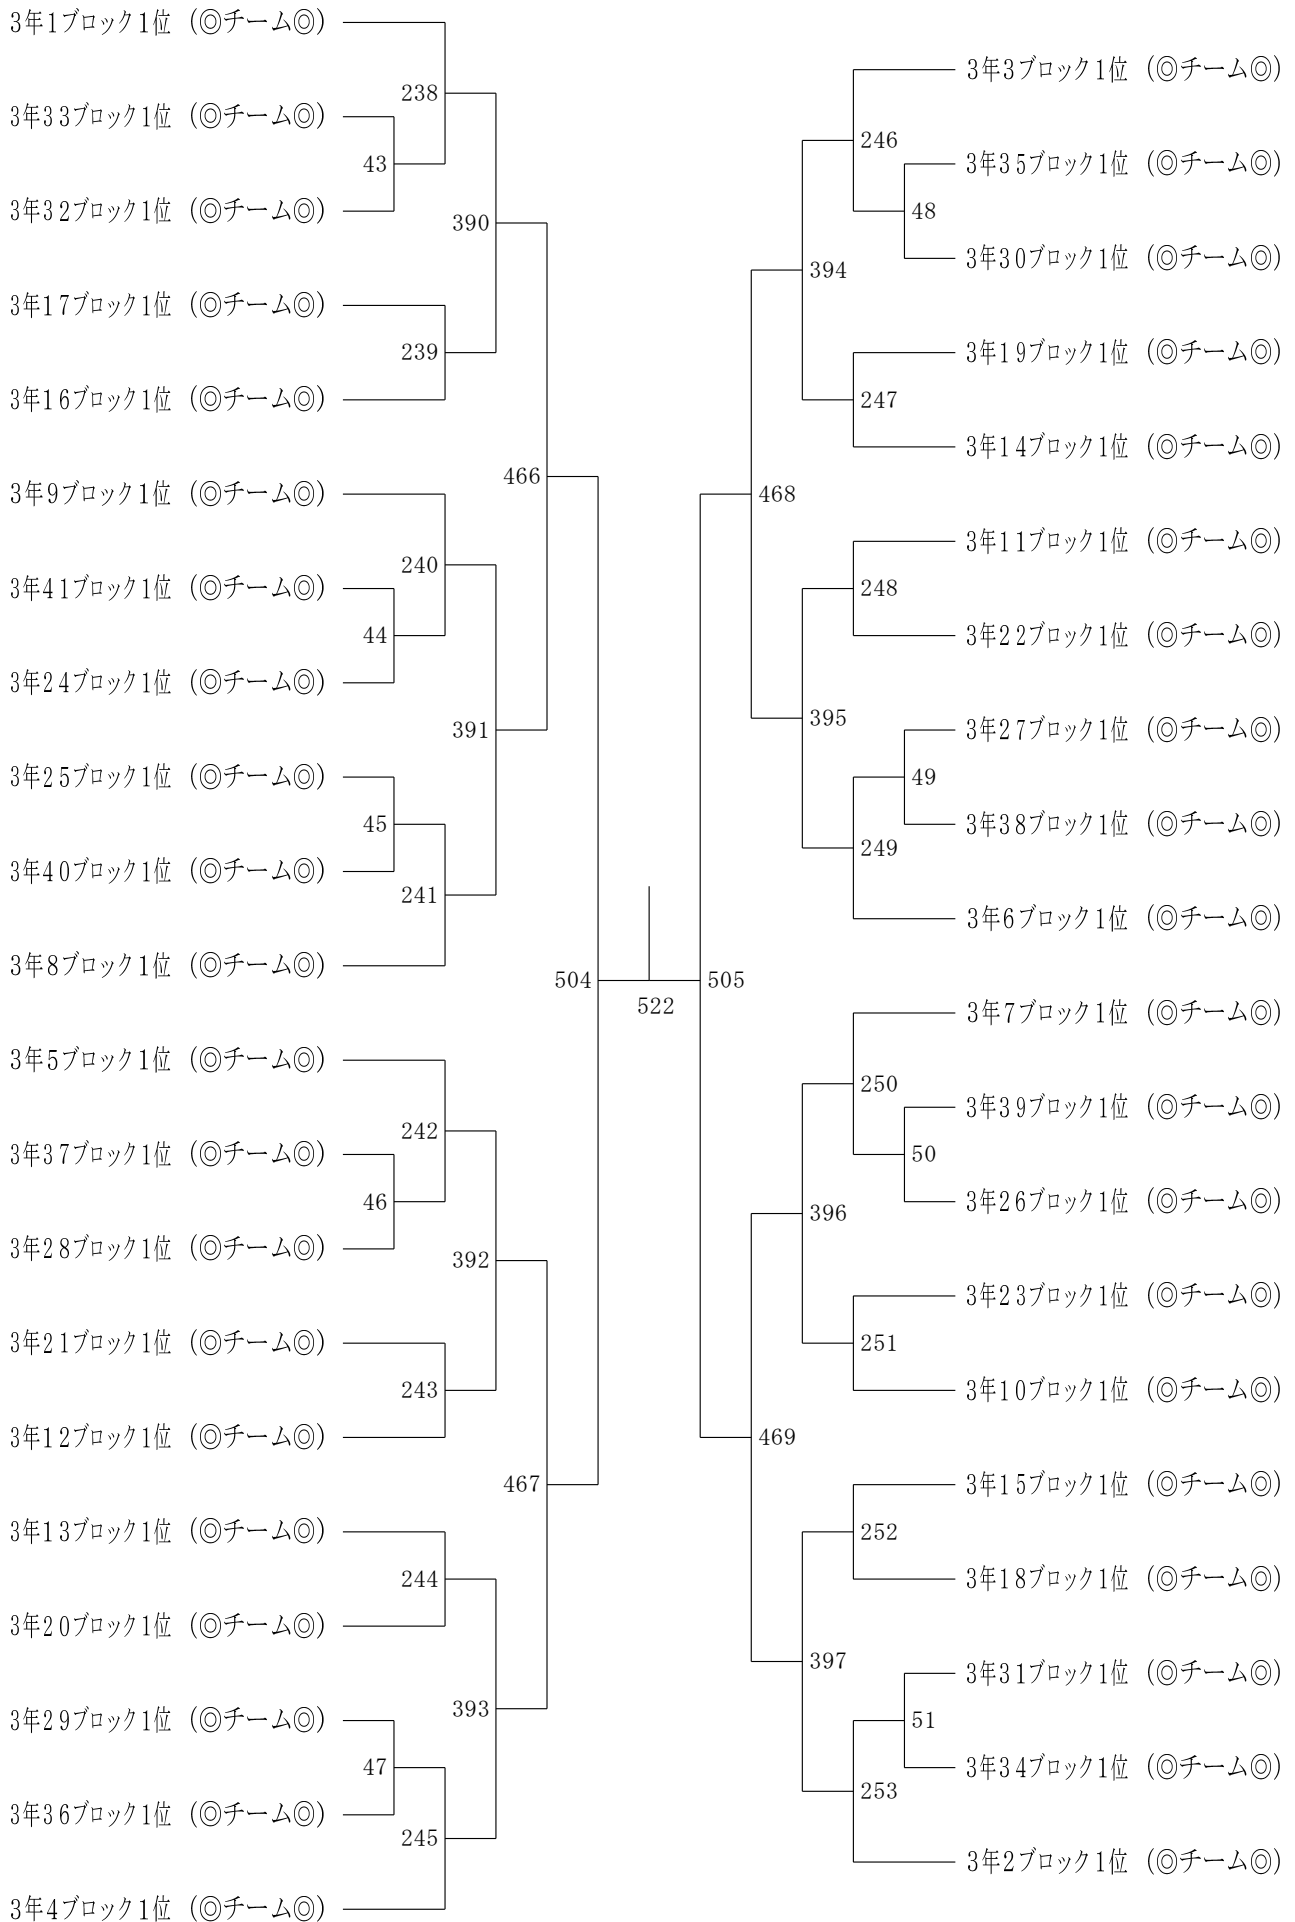 3年1ブロック1位 (◎チーム◎)
238
3年33ブロック1位 (◎チーム◎)
43
3年32ブロック1位 (◎チーム◎)
390
3年17ブロック1位 (◎チーム◎)
239
3年16ブロック1位 (◎チーム◎)
466
3年9ブロック1位 (◎チーム◎)
240
3年41ブロック1位 (◎チーム◎)
44
3年24ブロック1位 (◎チーム◎)
391
3年25ブロック1位 (◎チーム◎)
45
3年40ブロック1位 (◎チーム◎)
241
3年8ブロック1位 (◎チーム◎)
504
522
3年5ブロック1位 (◎チーム◎)
242
3年37ブロック1位 (◎チーム◎)
46
3年28ブロック1位 (◎チーム◎)
392
3年21ブロック1位 (◎チーム◎)
243
3年12ブロック1位 (◎チーム◎)
467
3年13ブロック1位 (◎チーム◎)
244
3年20ブロック1位 (◎チーム◎)
393
3年29ブロック1位 (◎チーム◎)
47
3年36ブロック1位 (◎チーム◎)
245
3年4ブロック1位 (◎チーム◎)
3年3ブロック1位 (◎チーム◎)
246
3年35ブロック1位 (◎チーム◎)
48
3年30ブロック1位 (◎チーム◎)
394
3年19ブロック1位 (◎チーム◎)
247
3年14ブロック1位 (◎チーム◎)
468
3年11ブロック1位 (◎チーム◎)
248
3年22ブロック1位 (◎チーム◎)
395
3年27ブロック1位 (◎チーム◎)
49
3年38ブロック1位 (◎チーム◎)
249
3年6ブロック1位 (◎チーム◎)
505
3年7ブロック1位 (◎チーム◎)
250
3年39ブロック1位 (◎チーム◎)
50
3年26ブロック1位 (◎チーム◎)
396
3年23ブロック1位 (◎チーム◎)
251
3年10ブロック1位 (◎チーム◎)
469
3年15ブロック1位 (◎チーム◎)
252
3年18ブロック1位 (◎チーム◎)
397
3年31ブロック1位 (◎チーム◎)
51
3年34ブロック1位 (◎チーム◎)
253
3年2ブロック1位 (◎チーム◎)